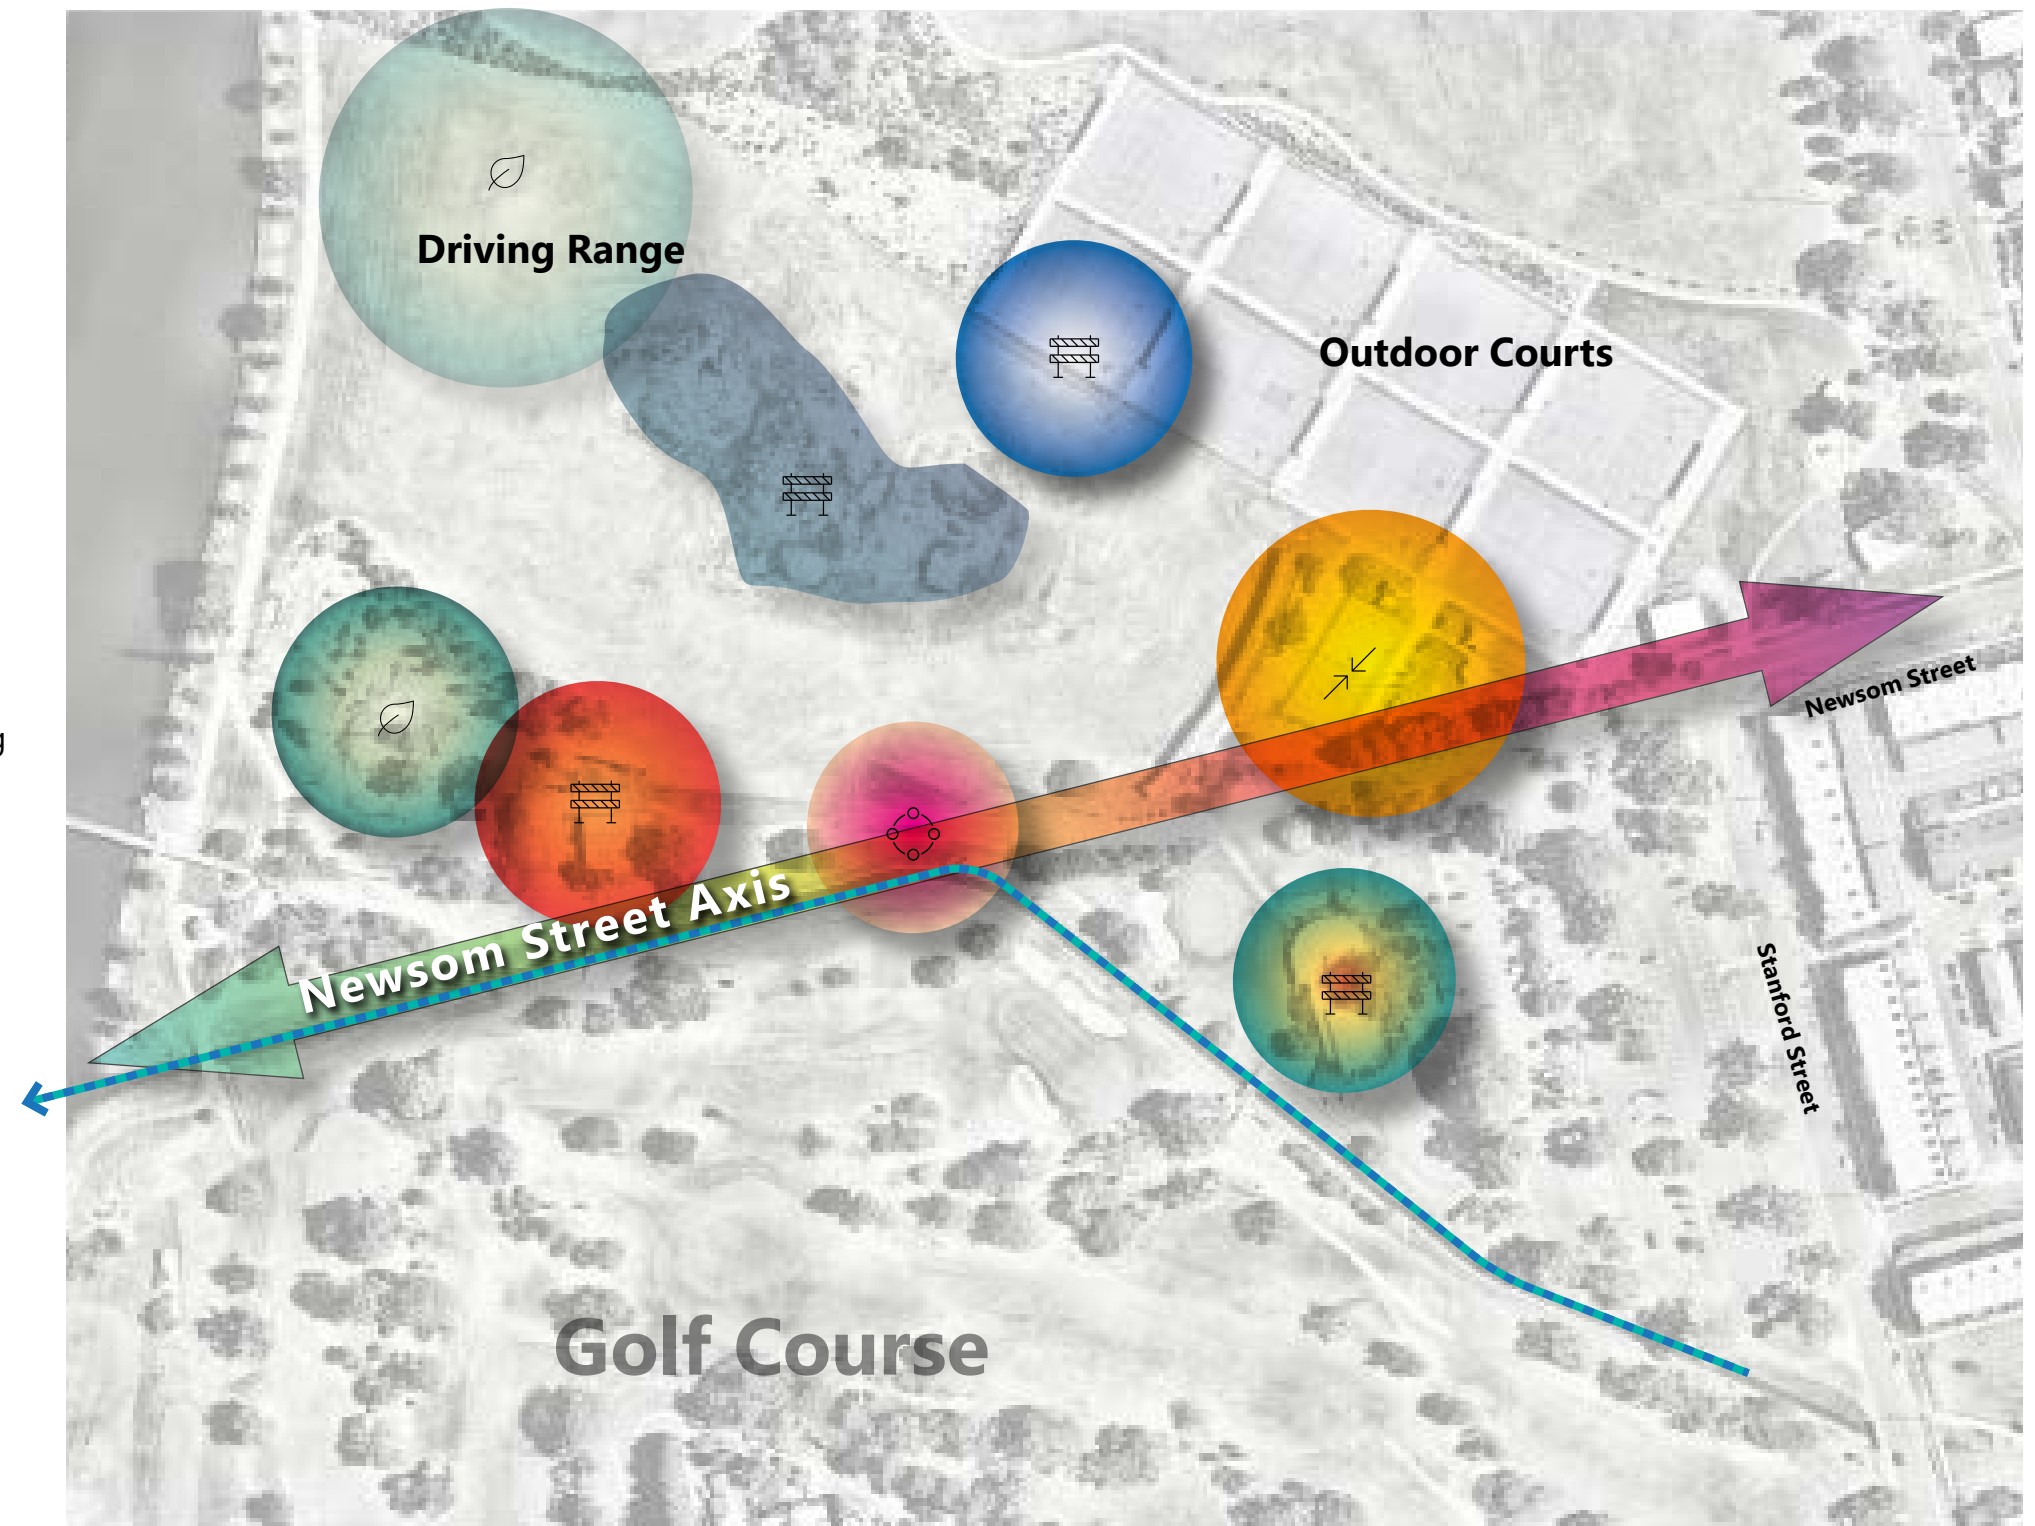 Driving Range
Outdoor Courts
Newsom Street
g
Newsom Street Axis
Stanford Street
Golf Course